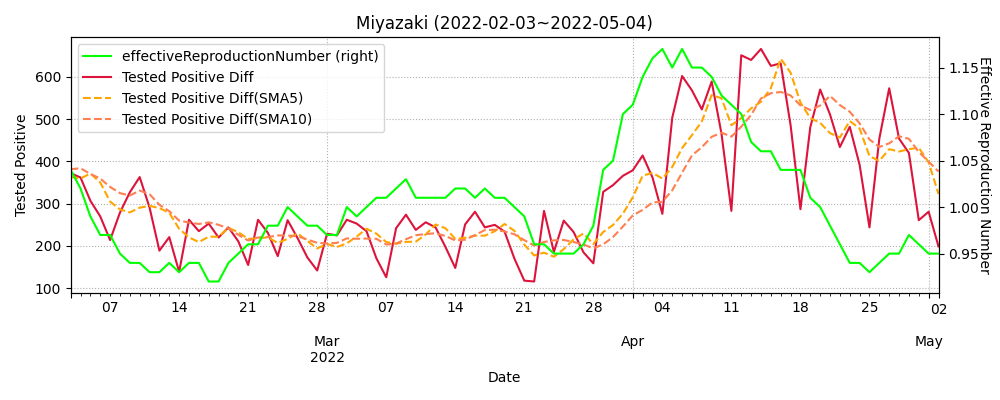 Miyazaki (2022-02-03~2022-05-04)
effectiveReproductionNumber (right)
Tested Positive Diff
Tested Positive Diff(SMA5)
Tested Positive Diff(SMA10)
Tested Positive
600
500
400
300
200
100
1.15
1.10
1.05
1.00
0.95
Effective Reproduction Number
07 14 21 28 07 14 21 28 04 11 18 25 02
Mar Apr May
2022
Date